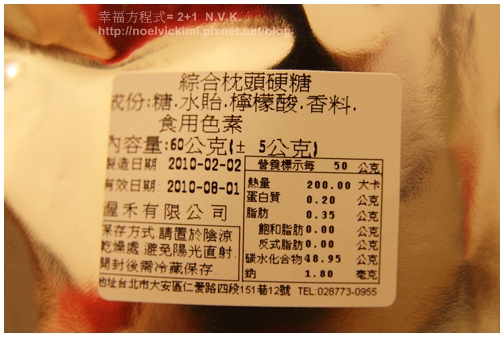 幸福方程式= 2+1 N.V.K.
http://noelvickimi.pixnet.net/blog
綜合枕頭硬糖
成份:糖.水貽.檸檬酸.香料.
食用色素
內容量:60公克(± 5公克)
製造日期: 2010-02-02
有效日期: 2010-08-01
渥禾有限公司
保存方式:請置於陰涼
乾燥處 避免陽光直射.
開封後需冷藏保存.
營養標示每 50 公克
熱量 200.00 大卡
蛋白質 0.20 公克
脂肪 0.35 公克
飽和脂肪 0.00 公克
反式脂肪 0.00 公克
碳水化合物 48.95 公克
鈉 1.80 毫克
地址台北市大安區仁愛路四段151巷12號 TEL:028773-0955